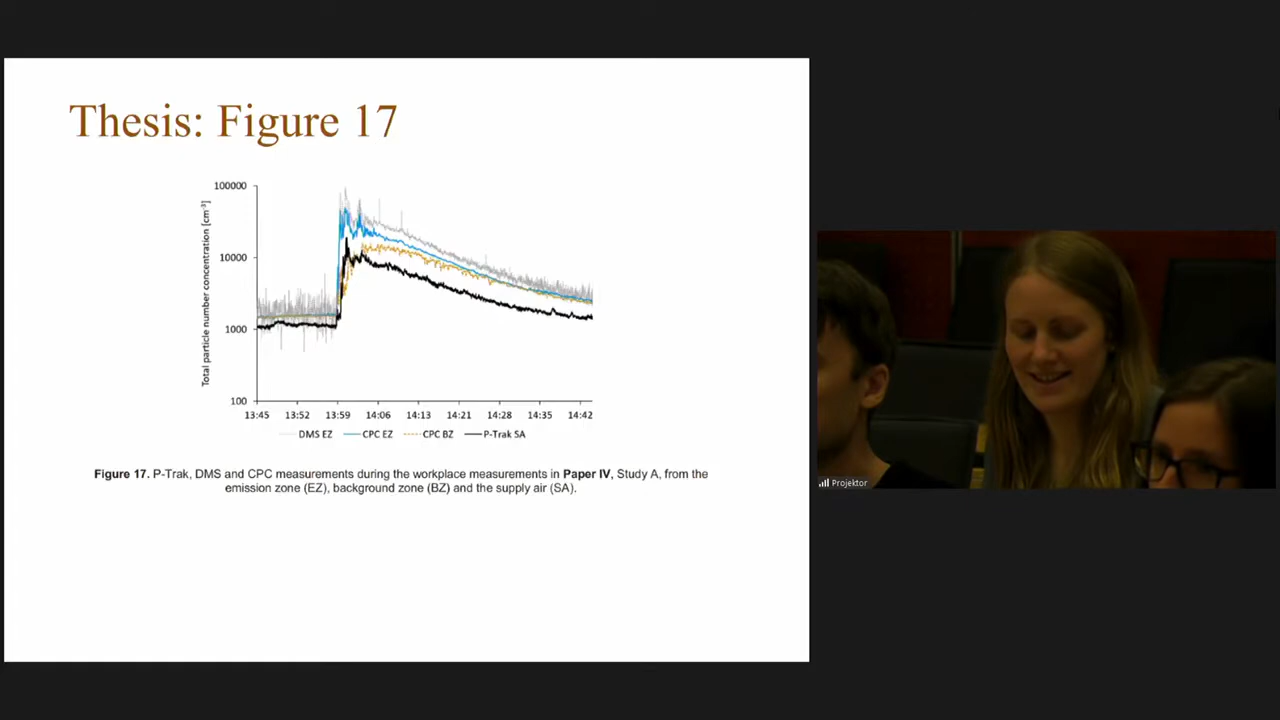 Thesis: Figure 17
Total particle number concentration [cm⁻³]
100000
10000
1000
100
13:45 13:52 13:59 14:06 14:13 14:21 14:28 14:35 14:42
DMS EZ CPC EZ CPC BZ P-Trak SA
Figure 17. P-Trak, DMS and CPC measurements during the workplace measurements in Paper IV, Study A, from the
emission zone (EZ), background zone (BZ) and the supply air (SA).
Projektor